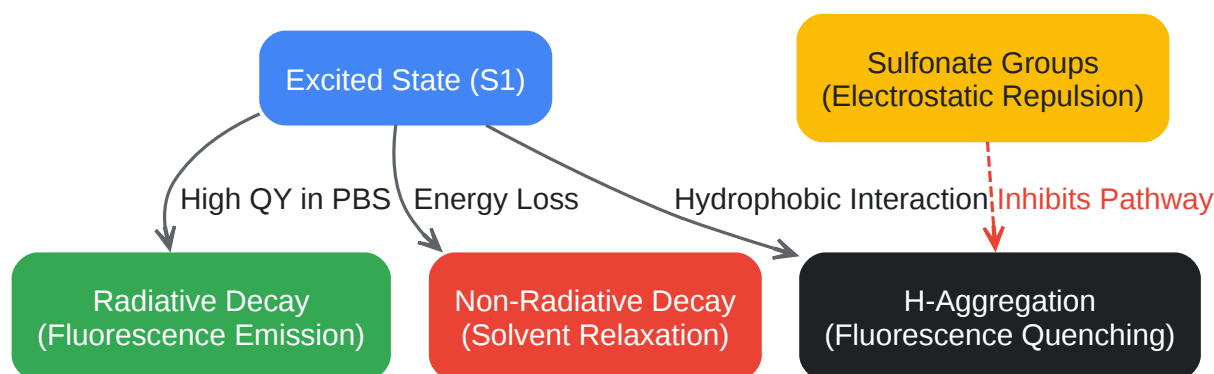 Excited State (S1)
Sulfonate Groups
(Electrostatic Repulsion)
High QY in PBS
Energy Loss
Hydrophobic Interaction
Inhibits Pathway
Radiative Decay
(Fluorescence Emission)
Non-Radiative Decay
(Solvent Relaxation)
H-Aggregation
(Fluorescence Quenching)